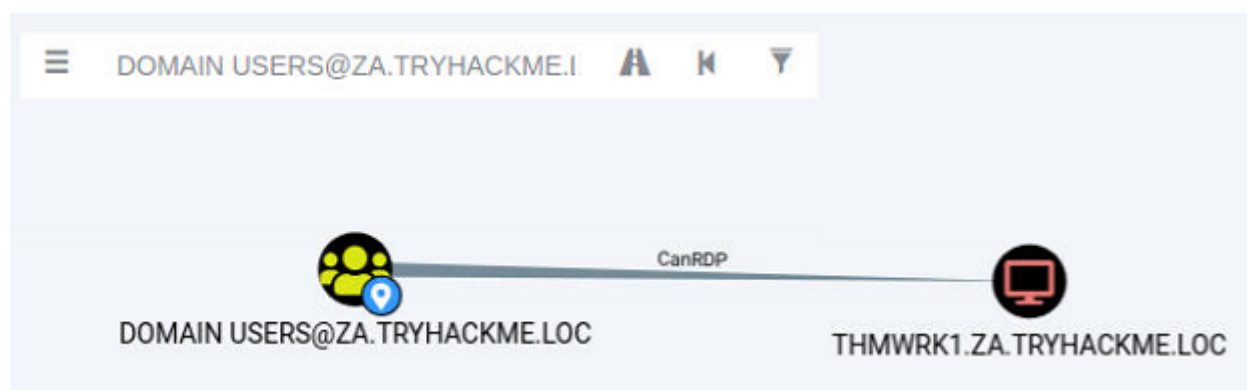 DOMAIN USERS@ZA.TRYHACKME.L
CanRDP
DOMAIN USERS@ZA.TRYHACKME.LOC
THMWRK1.ZA.TRYHACKME.LOC